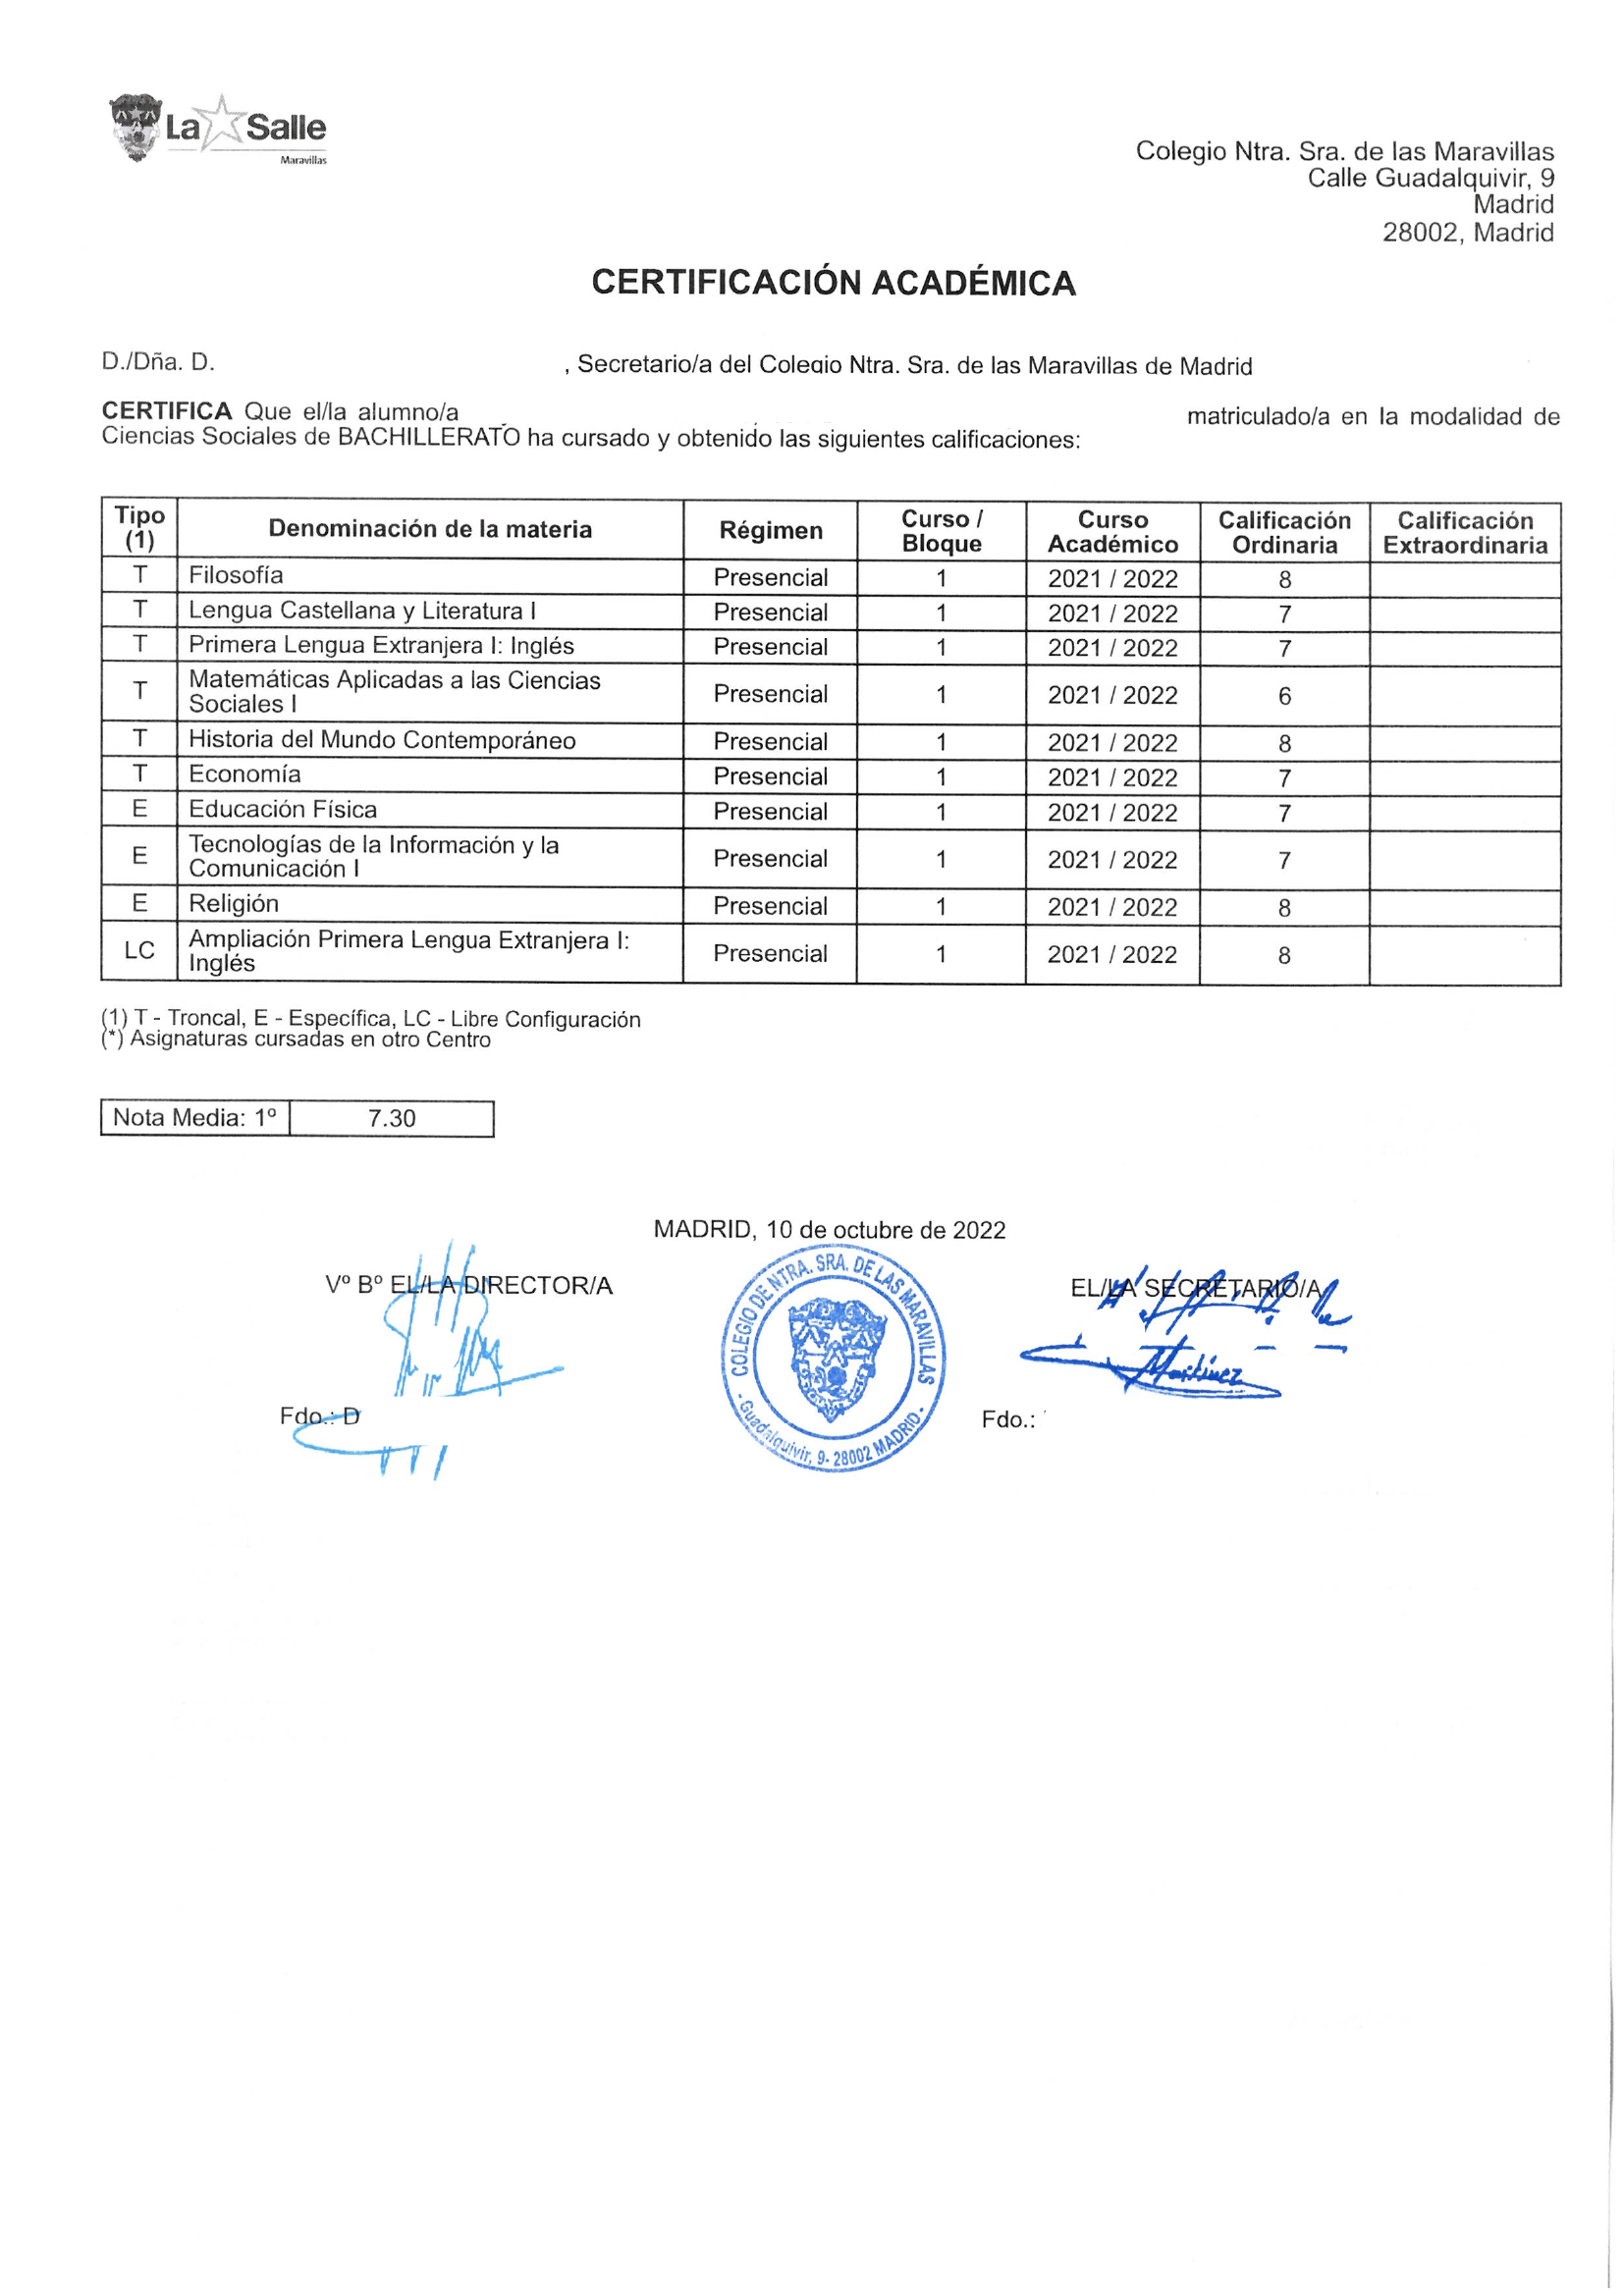 La Salle
Maravillas
Colegio Ntra. Sra. de las Maravillas
Calle Guadalquivir, 9
Madrid
28002, Madrid
CERTIFICACIÓN ACADÉMICA
D./Dña. D. , Secretario/a del Colegio Ntra. Sra. de las Maravillas de Madrid
CERTIFICA Que el/la alumno/a matriculado/a en la modalidad de
Ciencias Sociales de BACHILLERATO ha cursado y obtenido las siguientes calificaciones:
Tipo (1) Denominación de la materia Régimen Curso / Bloque Curso Académico Calificación Ordinaria Calificación Extraordinaria
T Filosofía Presencial 1 2021 / 2022 8
T Lengua Castellana y Literatura I Presencial 1 2021 / 2022 7
T Primera Lengua Extranjera I: Inglés Presencial 1 2021 / 2022 7
T Matemáticas Aplicadas a las Ciencias Sociales I Presencial 1 2021 / 2022 6
T Historia del Mundo Contemporáneo Presencial 1 2021 / 2022 8
T Economía Presencial 1 2021 / 2022 7
E Educación Física Presencial 1 2021 / 2022 7
E Tecnologías de la Información y la Comunicación I Presencial 1 2021 / 2022 7
E Religión Presencial 1 2021 / 2022 8
LC Ampliación Primera Lengua Extranjera I: Inglés Presencial 1 2021 / 2022 8
(1) T - Troncal, E - Específica, LC - Libre Configuración
(*) Asignaturas cursadas en otro Centro
Nota Media: 1º 7.30
MADRID, 10 de octubre de 2022
Vº Bº EL/LA DIRECTOR/A
COLEGIO DE NTRA. SRA. DE LAS MARAVILLAS
- Guadalquivir, 9- 28002 MADRID -
EL/LA SECRETARIO/A
Martínez
Fdo.: D
Fdo.: